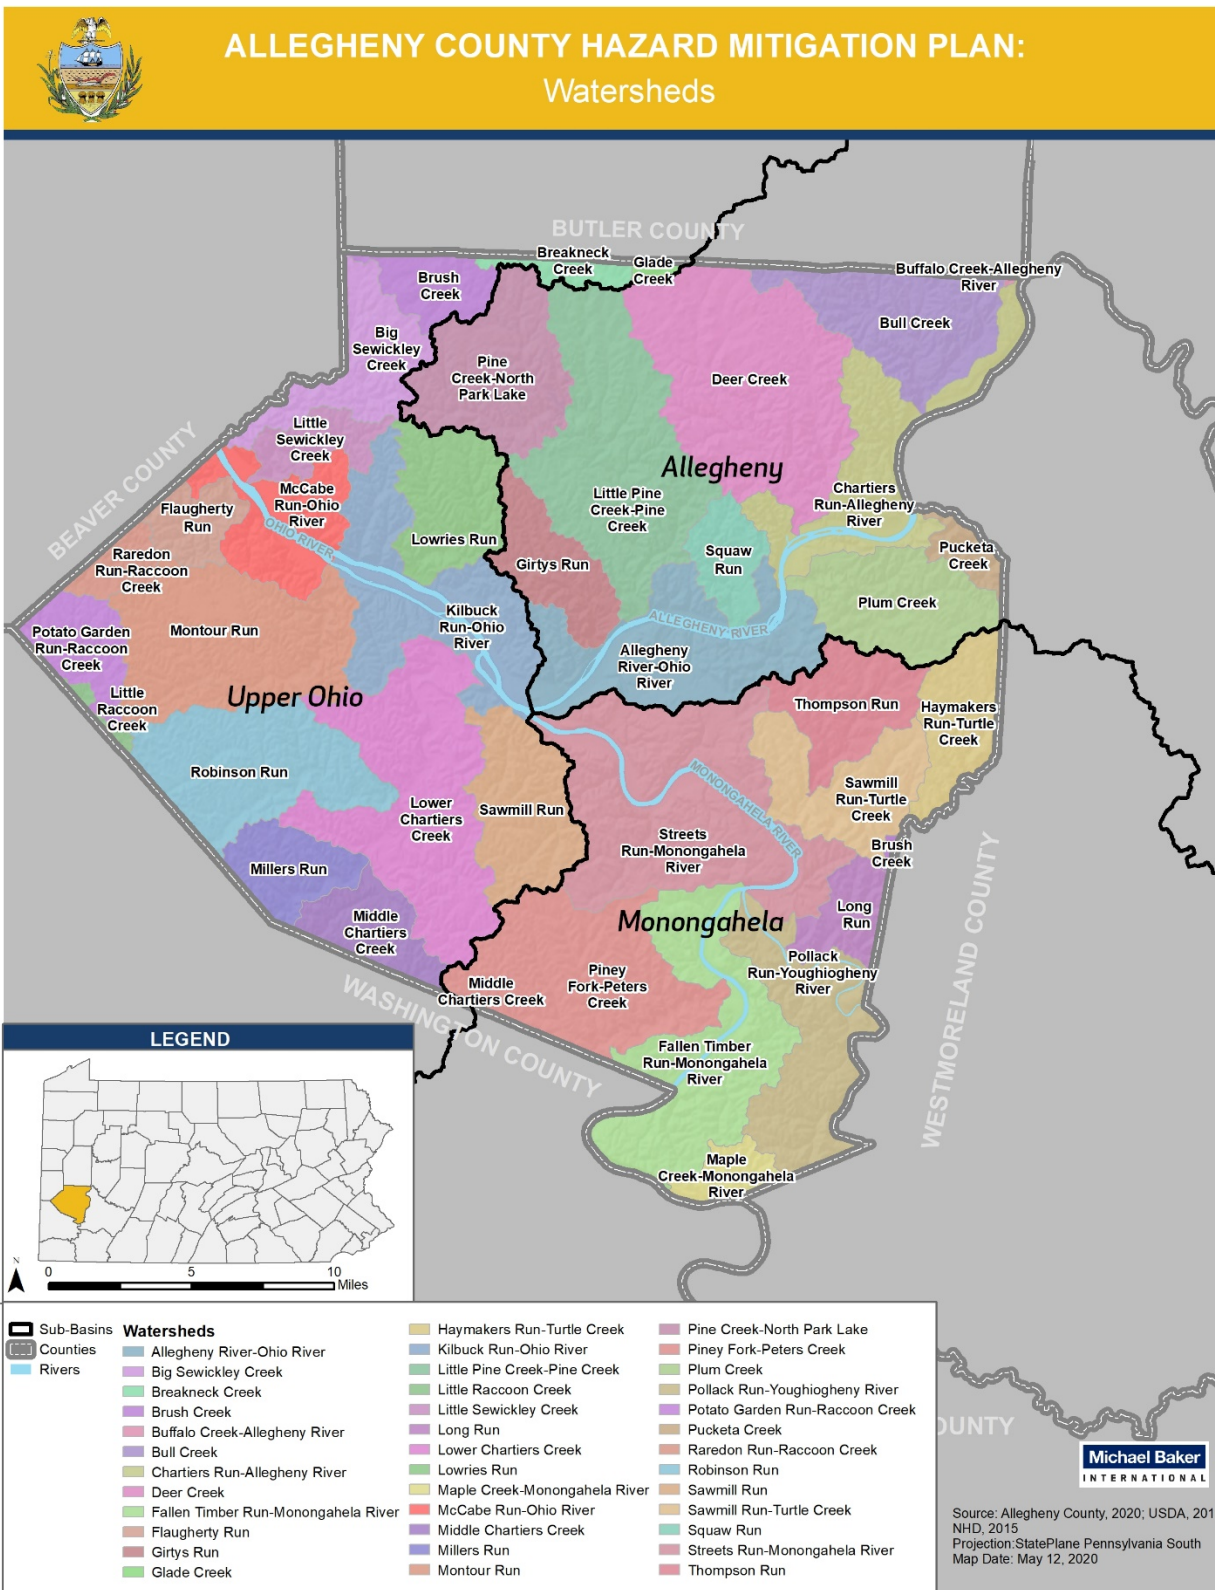 ALLEGHENY COUNTY HAZARD MITIGATION PLAN:
Watersheds
BUTLER COUNTY
Breakneck
Creek
Glade
Creek
Buffalo Creek-Allegheny
River
Brush
Creek
Bull Creek
Big
Sewickley
Creek
Pine
Creek-North
Park Lake
Deer Creek
Little
Sewickley
Creek
BEAVER COUNTY
Allegheny
McCabe
Run-Ohio
River
Flaugherty
Run
OHIO RIVER
Lowries Run
Little Pine
Creek-Pine
Creek
Chartiers
Run-Allegheny
River
Raredon
Run-Raccoon
Creek
Girtys Run
Squaw
Run
Pucketa
Creek
Plum Creek
Potato Garden
Run-Raccoon
Creek
Montour Run
Kilbuck
Run-Ohio
River
ALLEGHENY RIVER
Allegheny
River-Ohio
River
Little
Raccoon
Creek
Upper Ohio
Thompson Run
Haymakers
Run-Turtle
Creek
Robinson Run
MONONGAHELA RIVER
Sawmill
Run-Turtle
Creek
Lower
Chartiers
Creek
Sawmill Run
Streets
Run-Monongahela
River
Brush
Creek
Millers Run
Middle
Chartiers
Creek
Monongahela
Long
Run
Pollack
Run-Youghiogheny
River
Middle
Chartiers Creek
Piney
Fork-Peters
Creek
WASHINGTON COUNTY
WESTMORELAND COUNTY
Fallen Timber
Run-Monongahela
River
Maple
Creek-Monongahela
River
LEGEND
N
0 5 10
Miles
Sub-Basins
Counties
Rivers
Watersheds
Allegheny River-Ohio River
Big Sewickley Creek
Breakneck Creek
Brush Creek
Buffalo Creek-Allegheny River
Bull Creek
Chartiers Run-Allegheny River
Deer Creek
Fallen Timber Run-Monongahela River
Flaugherty Run
Girtys Run
Glade Creek
Haymakers Run-Turtle Creek
Kilbuck Run-Ohio River
Little Pine Creek-Pine Creek
Little Raccoon Creek
Little Sewickley Creek
Long Run
Lower Chartiers Creek
Lowries Run
Maple Creek-Monongahela River
McCabe Run-Ohio River
Middle Chartiers Creek
Millers Run
Montour Run
Pine Creek-North Park Lake
Piney Fork-Peters Creek
Plum Creek
Pollack Run-Youghiogheny River
Potato Garden Run-Raccoon Creek
Pucketa Creek
Raredon Run-Raccoon Creek
Robinson Run
Sawmill Run
Sawmill Run-Turtle Creek
Squaw Run
Streets Run-Monongahela River
Thompson Run
OUNTY
Michael Baker
INTERNATIONAL
Source: Allegheny County, 2020; USDA, 201
NHD, 2015
Projection:StatePlane Pennsylvania South
Map Date: May 12, 2020